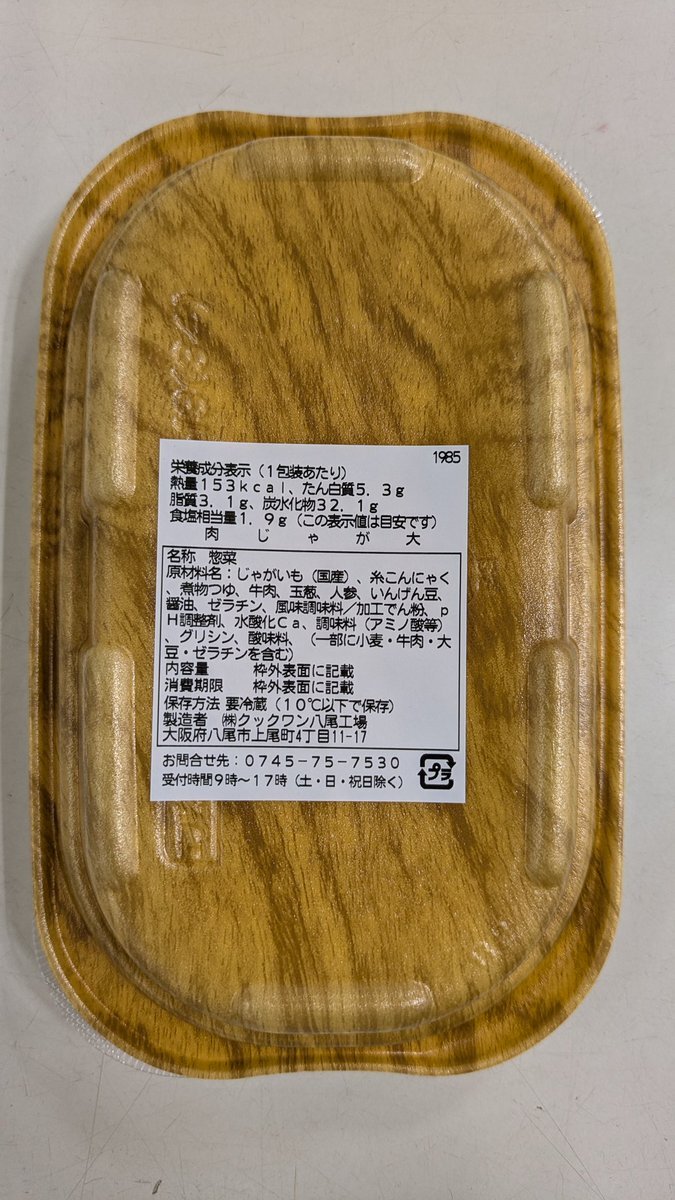 1985
栄養成分表示（1包装あたり）
熱量153kcal、たん白質5.3g
脂質3.1g、炭水化物32.1g
食塩相当量1.9g（この表示値は目安です）
肉じゃが大
名称 惣菜
原材料名：じゃがいも（国産）、糸こんにゃく
、煮物つゆ、牛肉、玉葱、人参、いんげん豆、
醤油、ゼラチン、風味調味料／加工でん粉、p
H調整剤、水酸化Ca、調味料（アミノ酸等）
、グリシン、酸味料、（一部に小麦・牛肉・大
豆・ゼラチンを含む）
内容量 枠外表面に記載
消費期限 枠外表面に記載
保存方法 要冷蔵（10℃以下で保存）
製造者 ㈱クックワン八尾工場
大阪府八尾市上尾町4丁目11-17
お問合せ先：0745-75-7530
受付時間9時～17時（土・日・祝日除く）
プラ